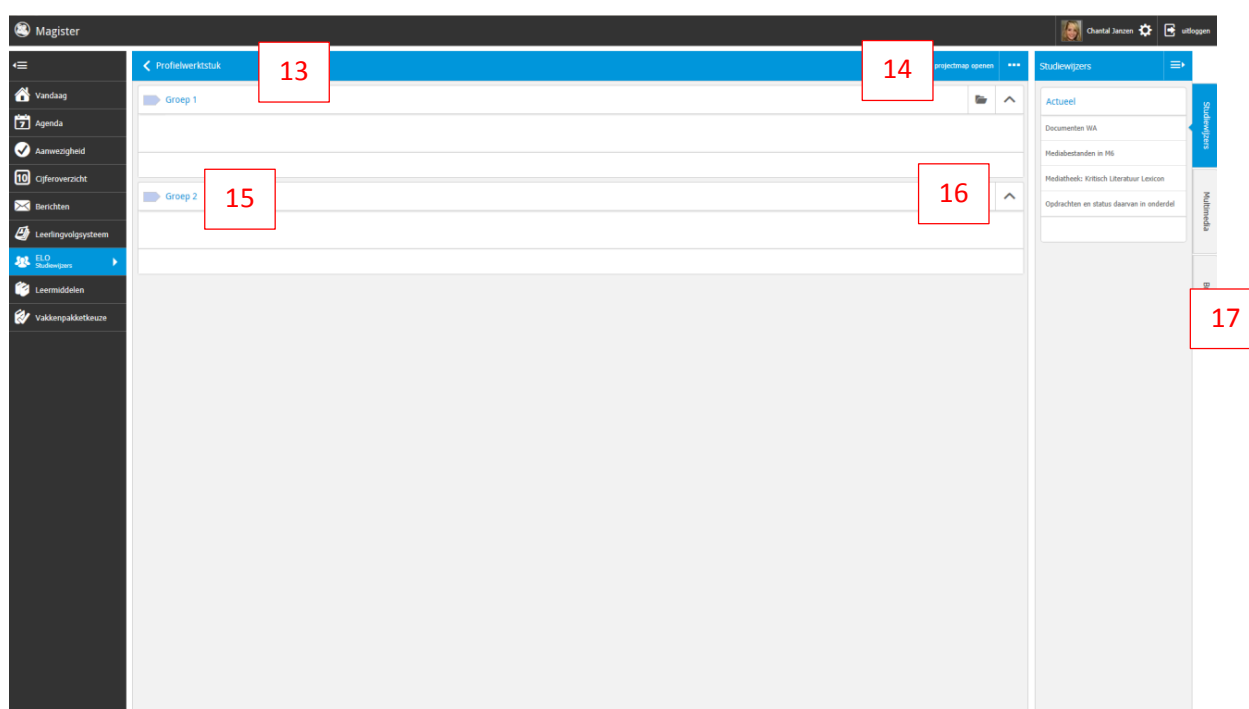 Magister
Chantal Janzen
uitloggen
Vandaag
7
Agenda
Aanwezigheid
10
Cijferoverzicht
Berichten
Leerlingvolgsysteem
ELO
Studiewijzers
Leermiddelen
Vakkenpakketkeuze
Profielwerktstuk
13
14
projectmap openen
Groep 1
Groep 2
15
16
Studiewijzers
Actueel
Documenten WA
Mediabestanden in M6
Mediatheek: Kritisch Literatuur Lexicon
Opdrachten en status daarvan in onderdel
Studiewijzers
Multimedia
17